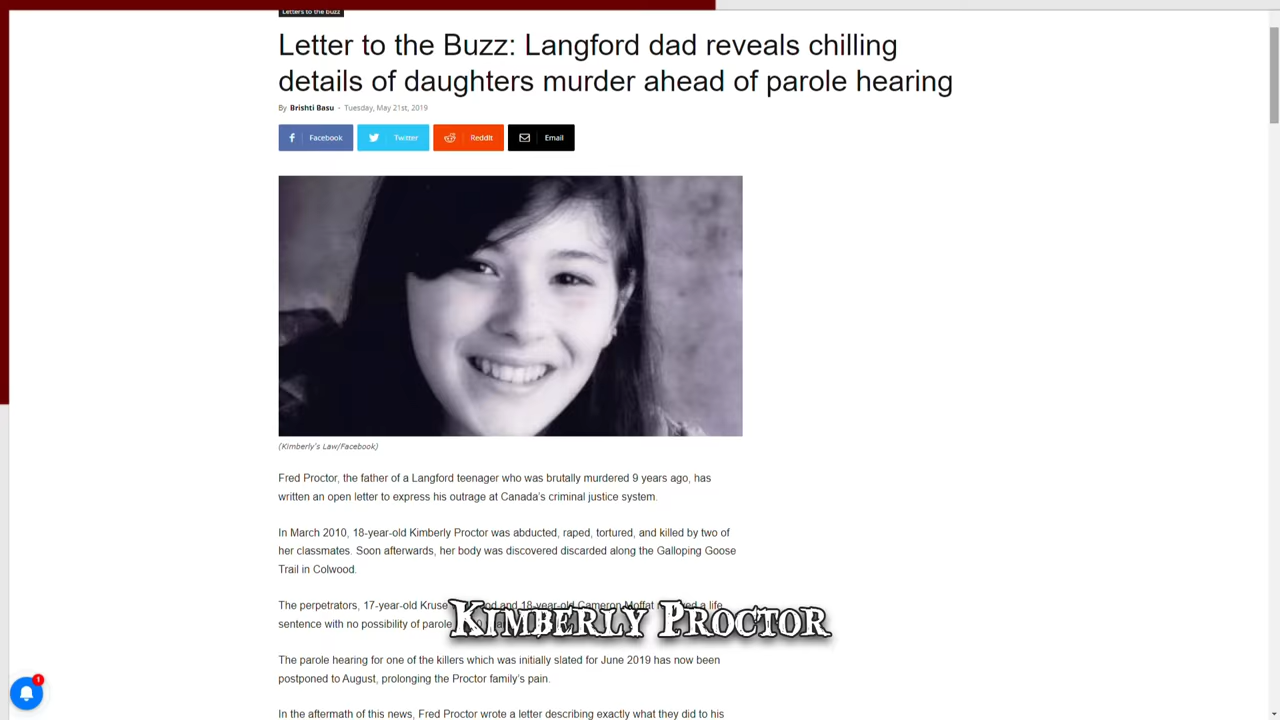 Letters to the Buzz
Letter to the Buzz: Langford dad reveals chilling
details of daughters murder ahead of parole hearing
By Brishti Basu - Tuesday, May 21st, 2019
Facebook
Twitter
ReddIt
Email
(Kimberly's Law/Facebook)
Fred Proctor, the father of a Langford teenager who was brutally murdered 9 years ago, has
written an open letter to express his outrage at Canada's criminal justice system.
In March 2010, 18-year-old Kimberly Proctor was abducted, raped, tortured, and killed by two of
her classmates. Soon afterwards, her body was discovered discarded along the Galloping Goose
Trail in Colwood.
The perpetrators, 17-year-old Kruse and 18-year-old Cameron Moffat a life
sentence with no possibility of parole
KIMBERLY PROCTOR
The parole hearing for one of the killers which was initially slated for June 2019 has now been
postponed to August, prolonging the Proctor family's pain.
In the aftermath of this news, Fred Proctor wrote a letter describing exactly what they did to his
1